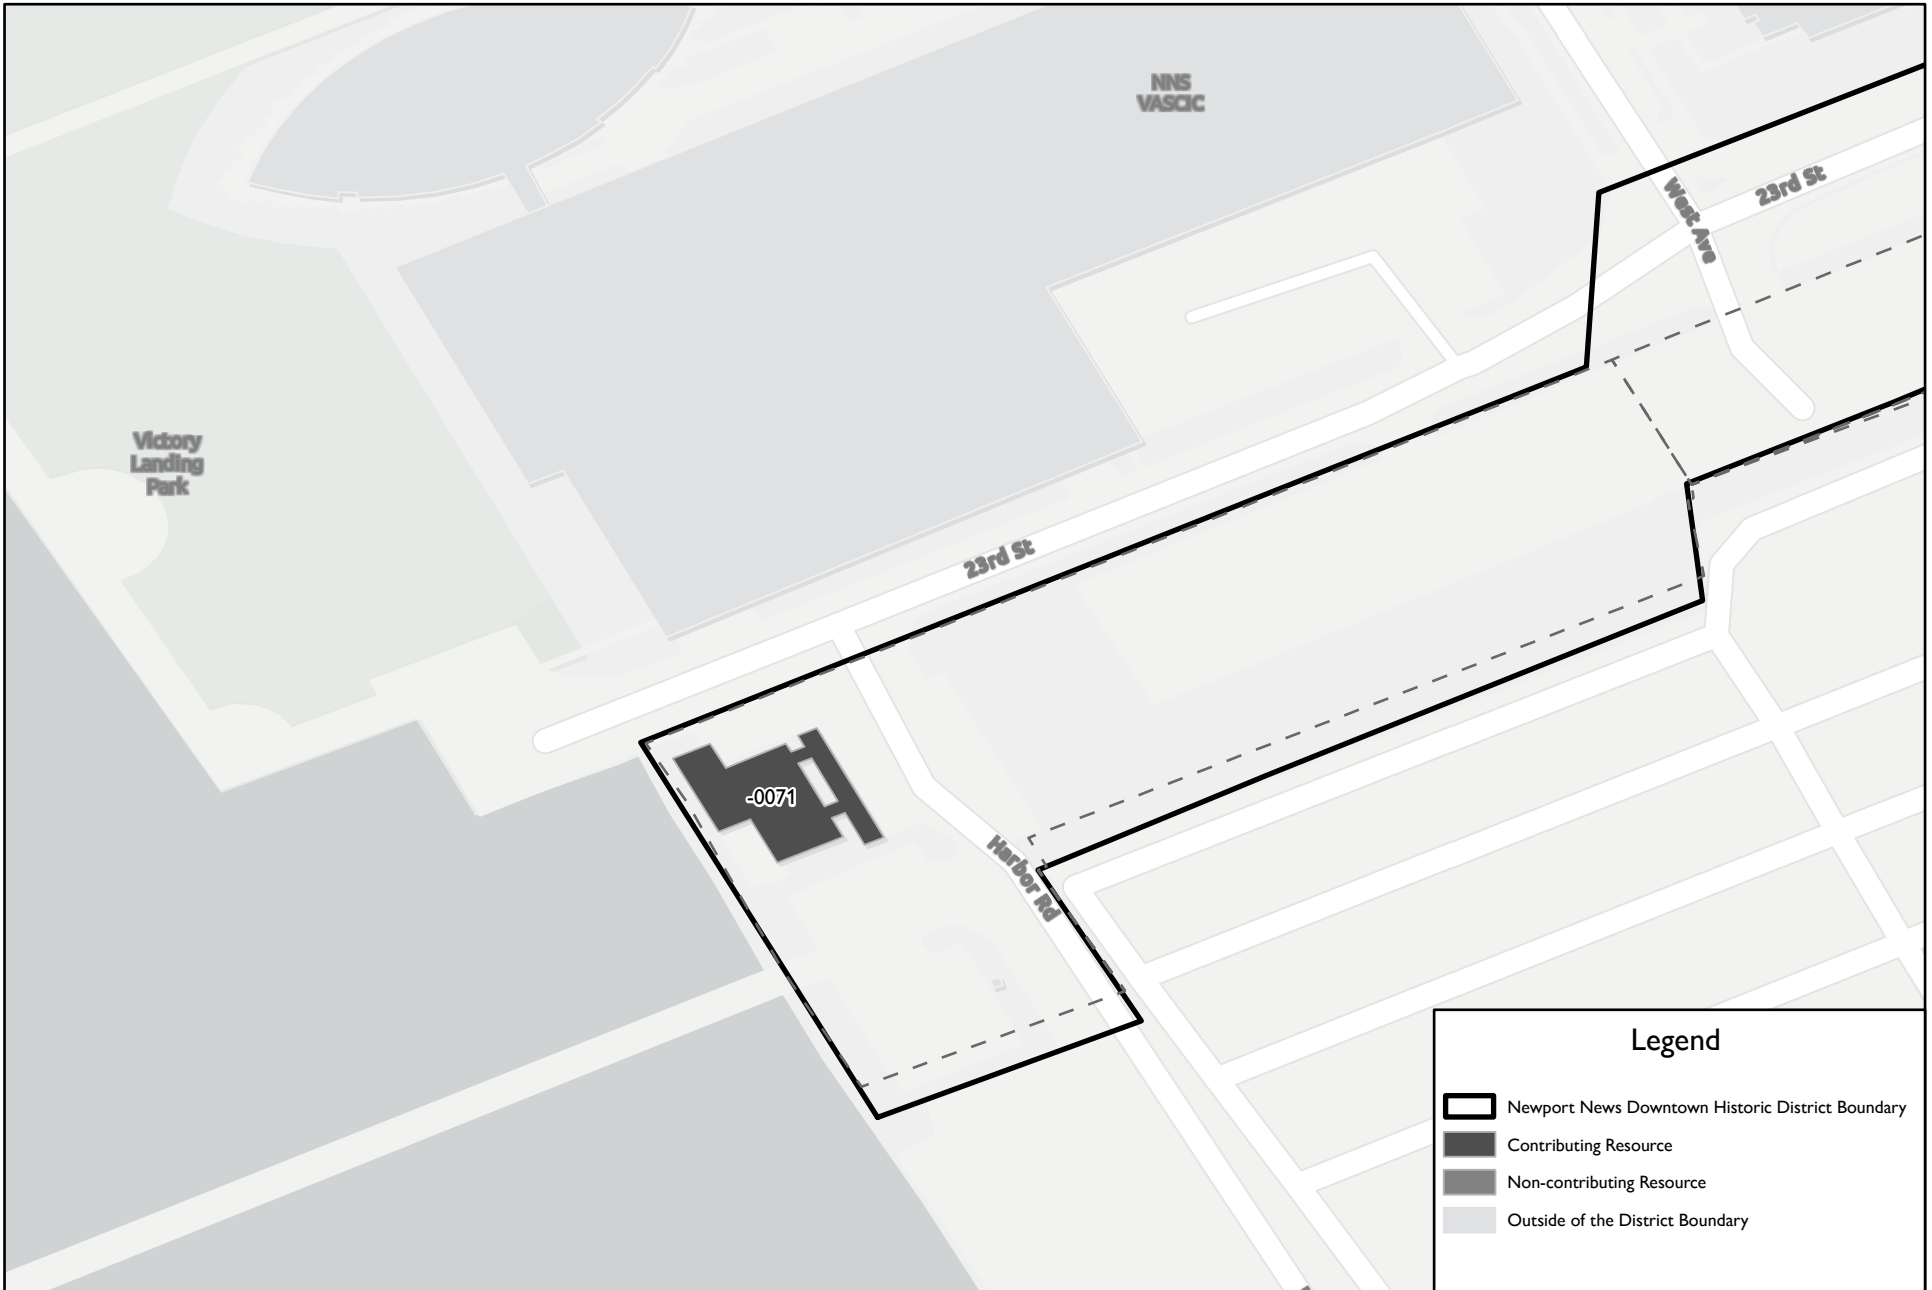 NNS
VASCIC
23rd St
West Ave
Victory
Landing
Park
23rd St
-0071
Harbor Rd
Legend
Newport News Downtown Historic District Boundary
Contributing Resource
Non-contributing Resource
Outside of the District Boundary